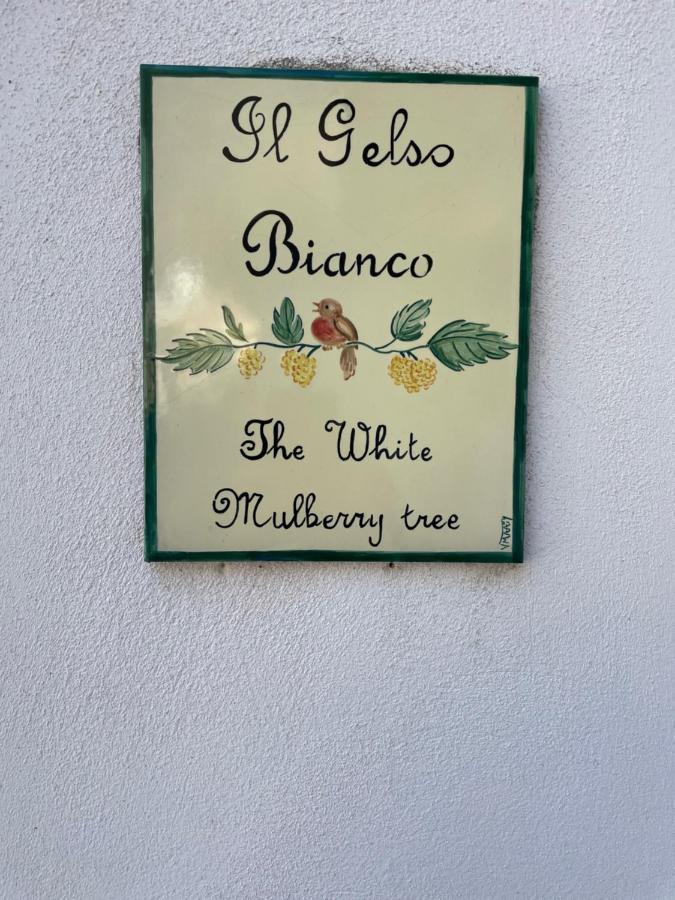 Il Gelso
Bianco
The White
Mulberry tree